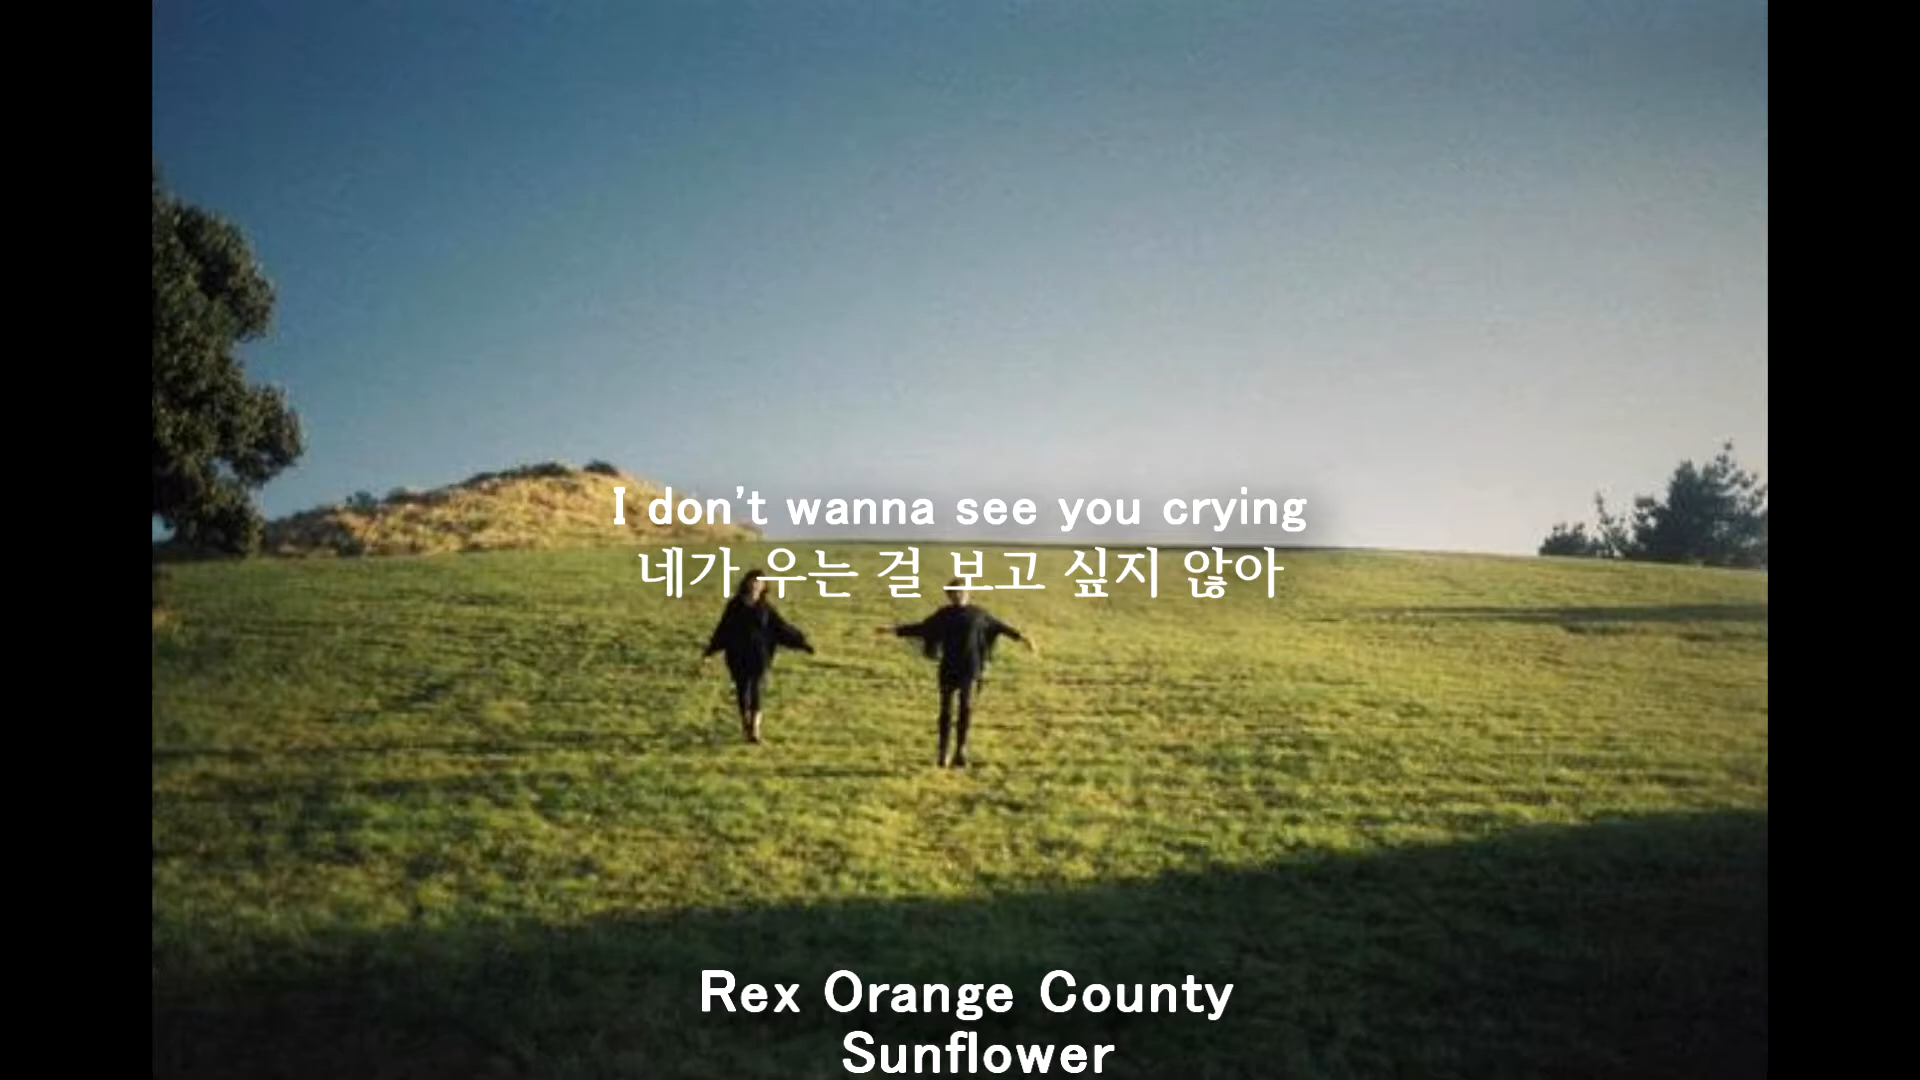 I don't wanna see you crying
네가 우는 걸 보고 싶지 않아
Rex Orange County
Sunflower